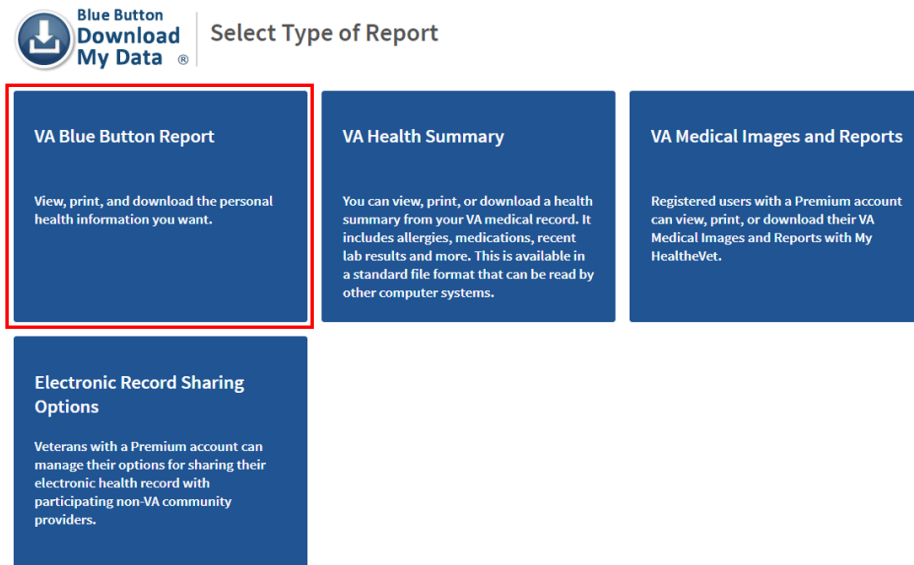 Blue Button
Download
My Data ®
Select Type of Report
VA Blue Button Report
View, print, and download the personal
health information you want.
VA Health Summary
You can view, print, or download a health
summary from your VA medical record. It
includes allergies, medications, recent
lab results and more. This is available in
a standard file format that can be read by
other computer systems.
VA Medical Images and Reports
Registered users with a Premium account
can view, print, or download their VA
Medical Images and Reports with My
HealtheVet.
Electronic Record Sharing
Options
Veterans with a Premium account can
manage their options for sharing their
electronic health record with
participating non-VA community
providers.